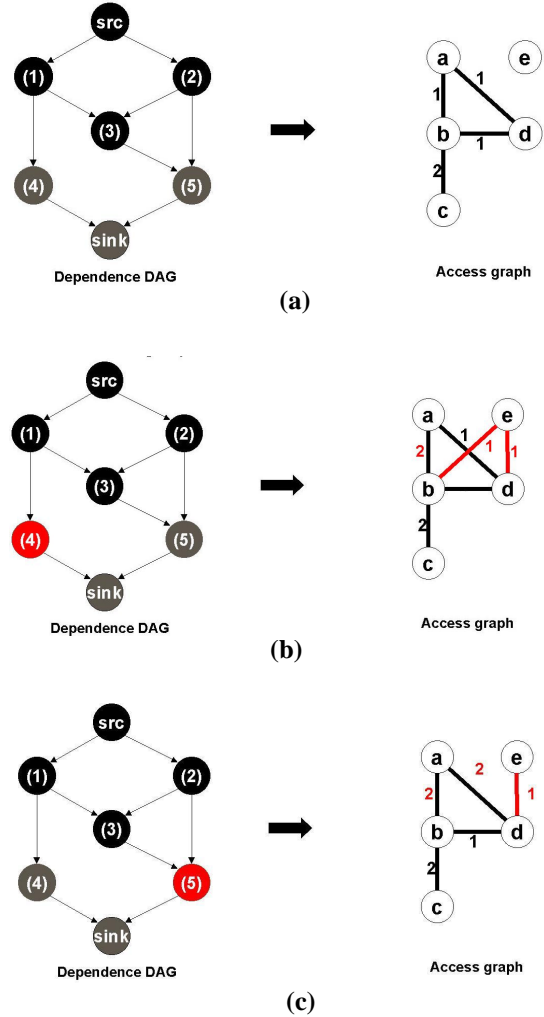 src
a e
(1) (2)
1 1
(3) b 1 d
2
(4) (5)
c
sink
Dependence DAG Access graph
(a)
src
a e
(1) (2)
2 1 1 1
(3) b d
2
(4) (5)
c
sink
Dependence DAG Access graph
(b)
src
a e
(1) (2)
2 2 1
(3) b 1 d
2
(4) (5)
c
sink
Dependence DAG Access graph
(c)